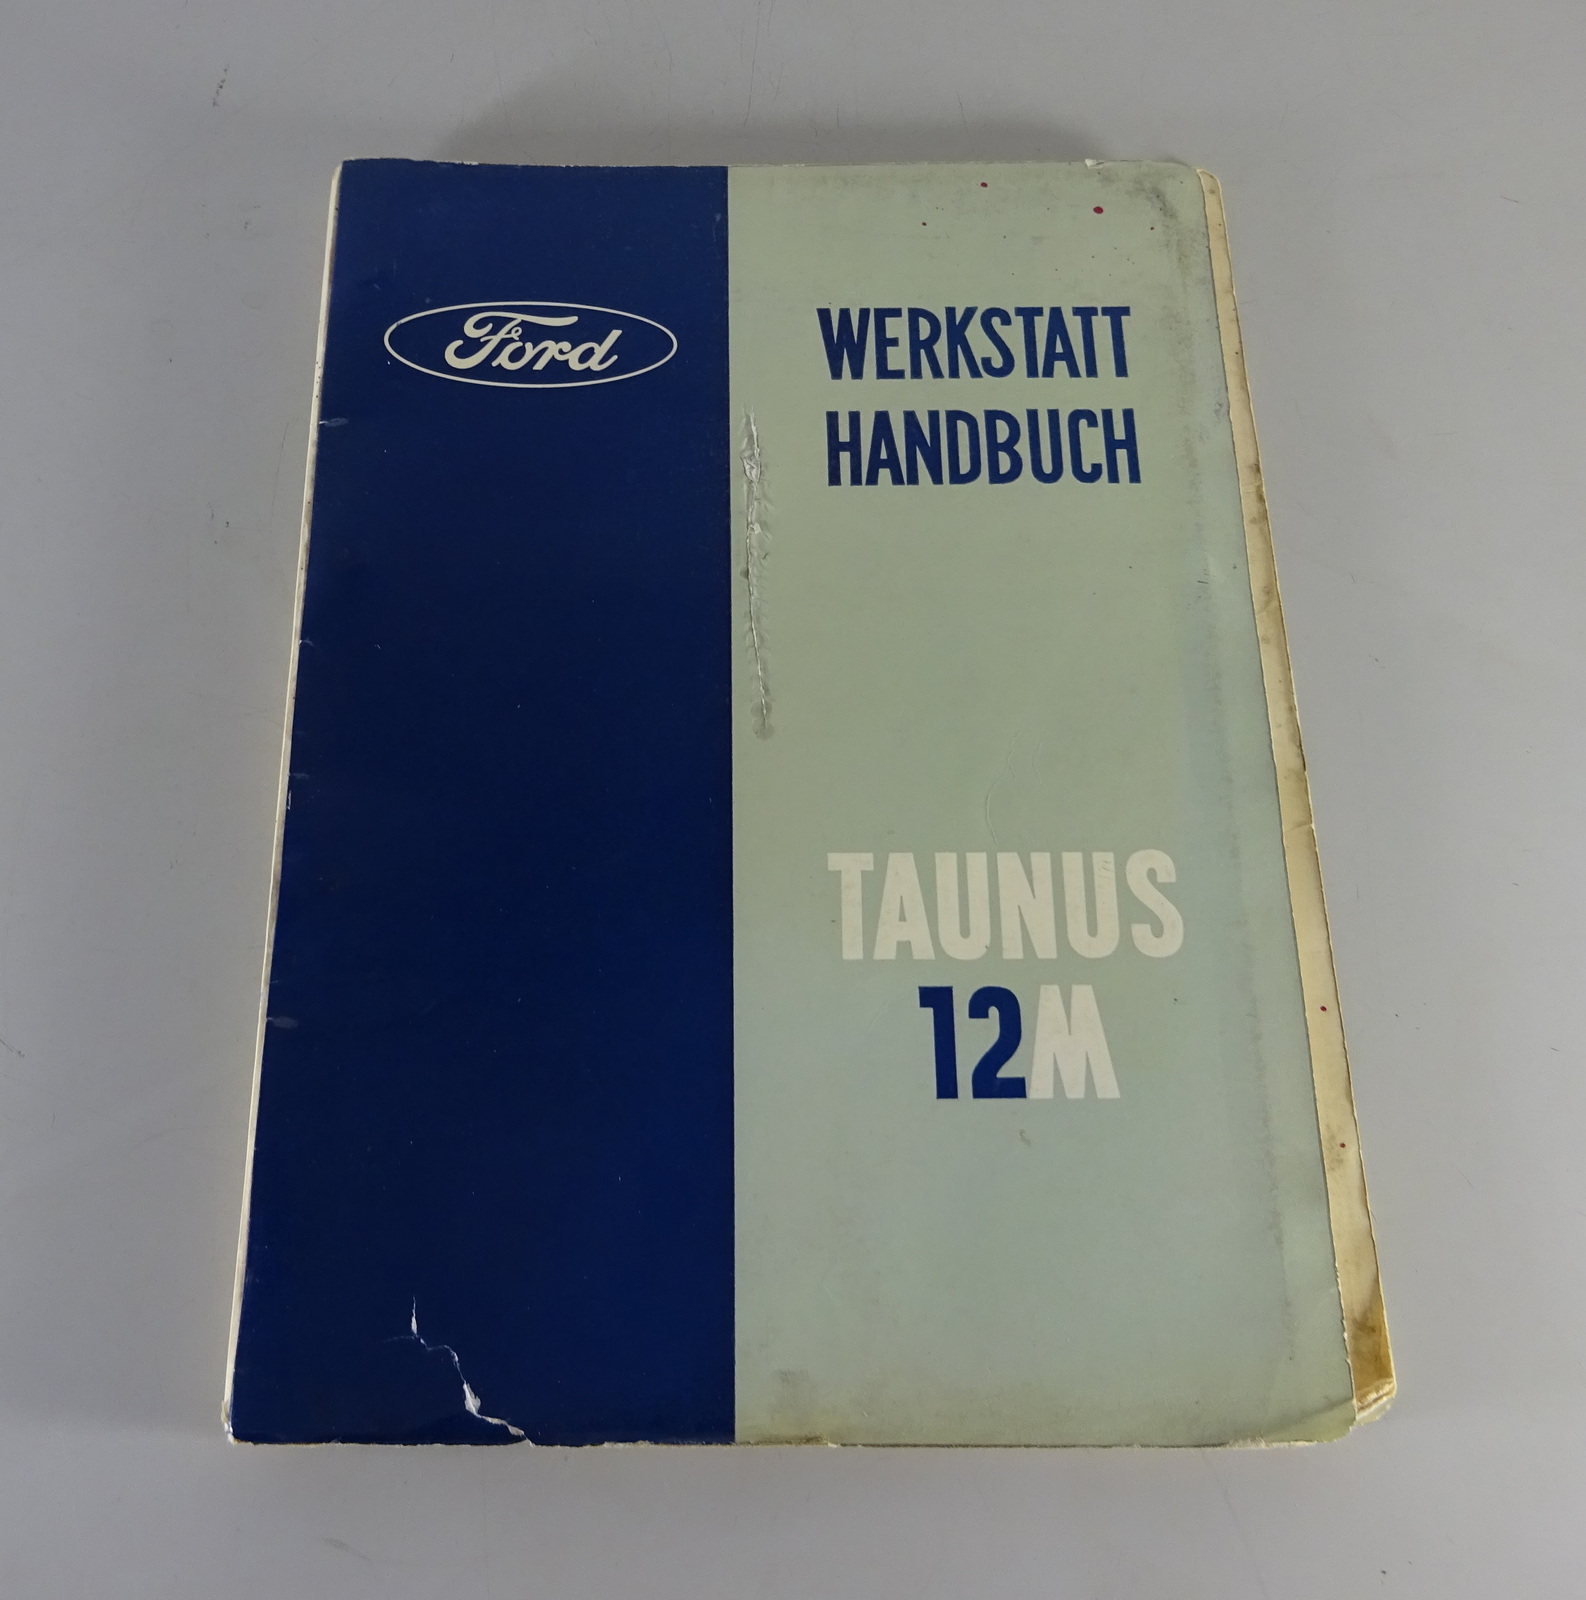 Ford
WERKSTATT
HANDBUCH
TAUNUS
12M